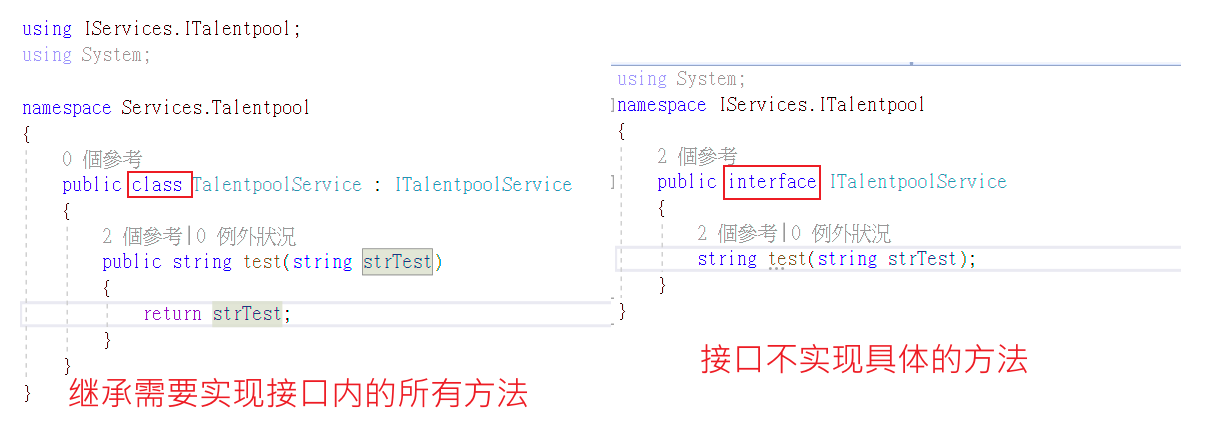 using IServices.ITalentpool;
using System;
namespace Services.Talentpool
{
0 個參考
public class TalentpoolService : ITalentpoolService
{
2 個參考|0 例外狀況
public string test(string strTest)
{
return strTest;
}
}
}
继承需要实现接口内的所有方法
using System;
namespace IServices.ITalentpool
{
2 個參考
public interface ITalentpoolService
{
2 個參考|0 例外狀況
string test(string strTest);
}
}
接口不实现具体的方法